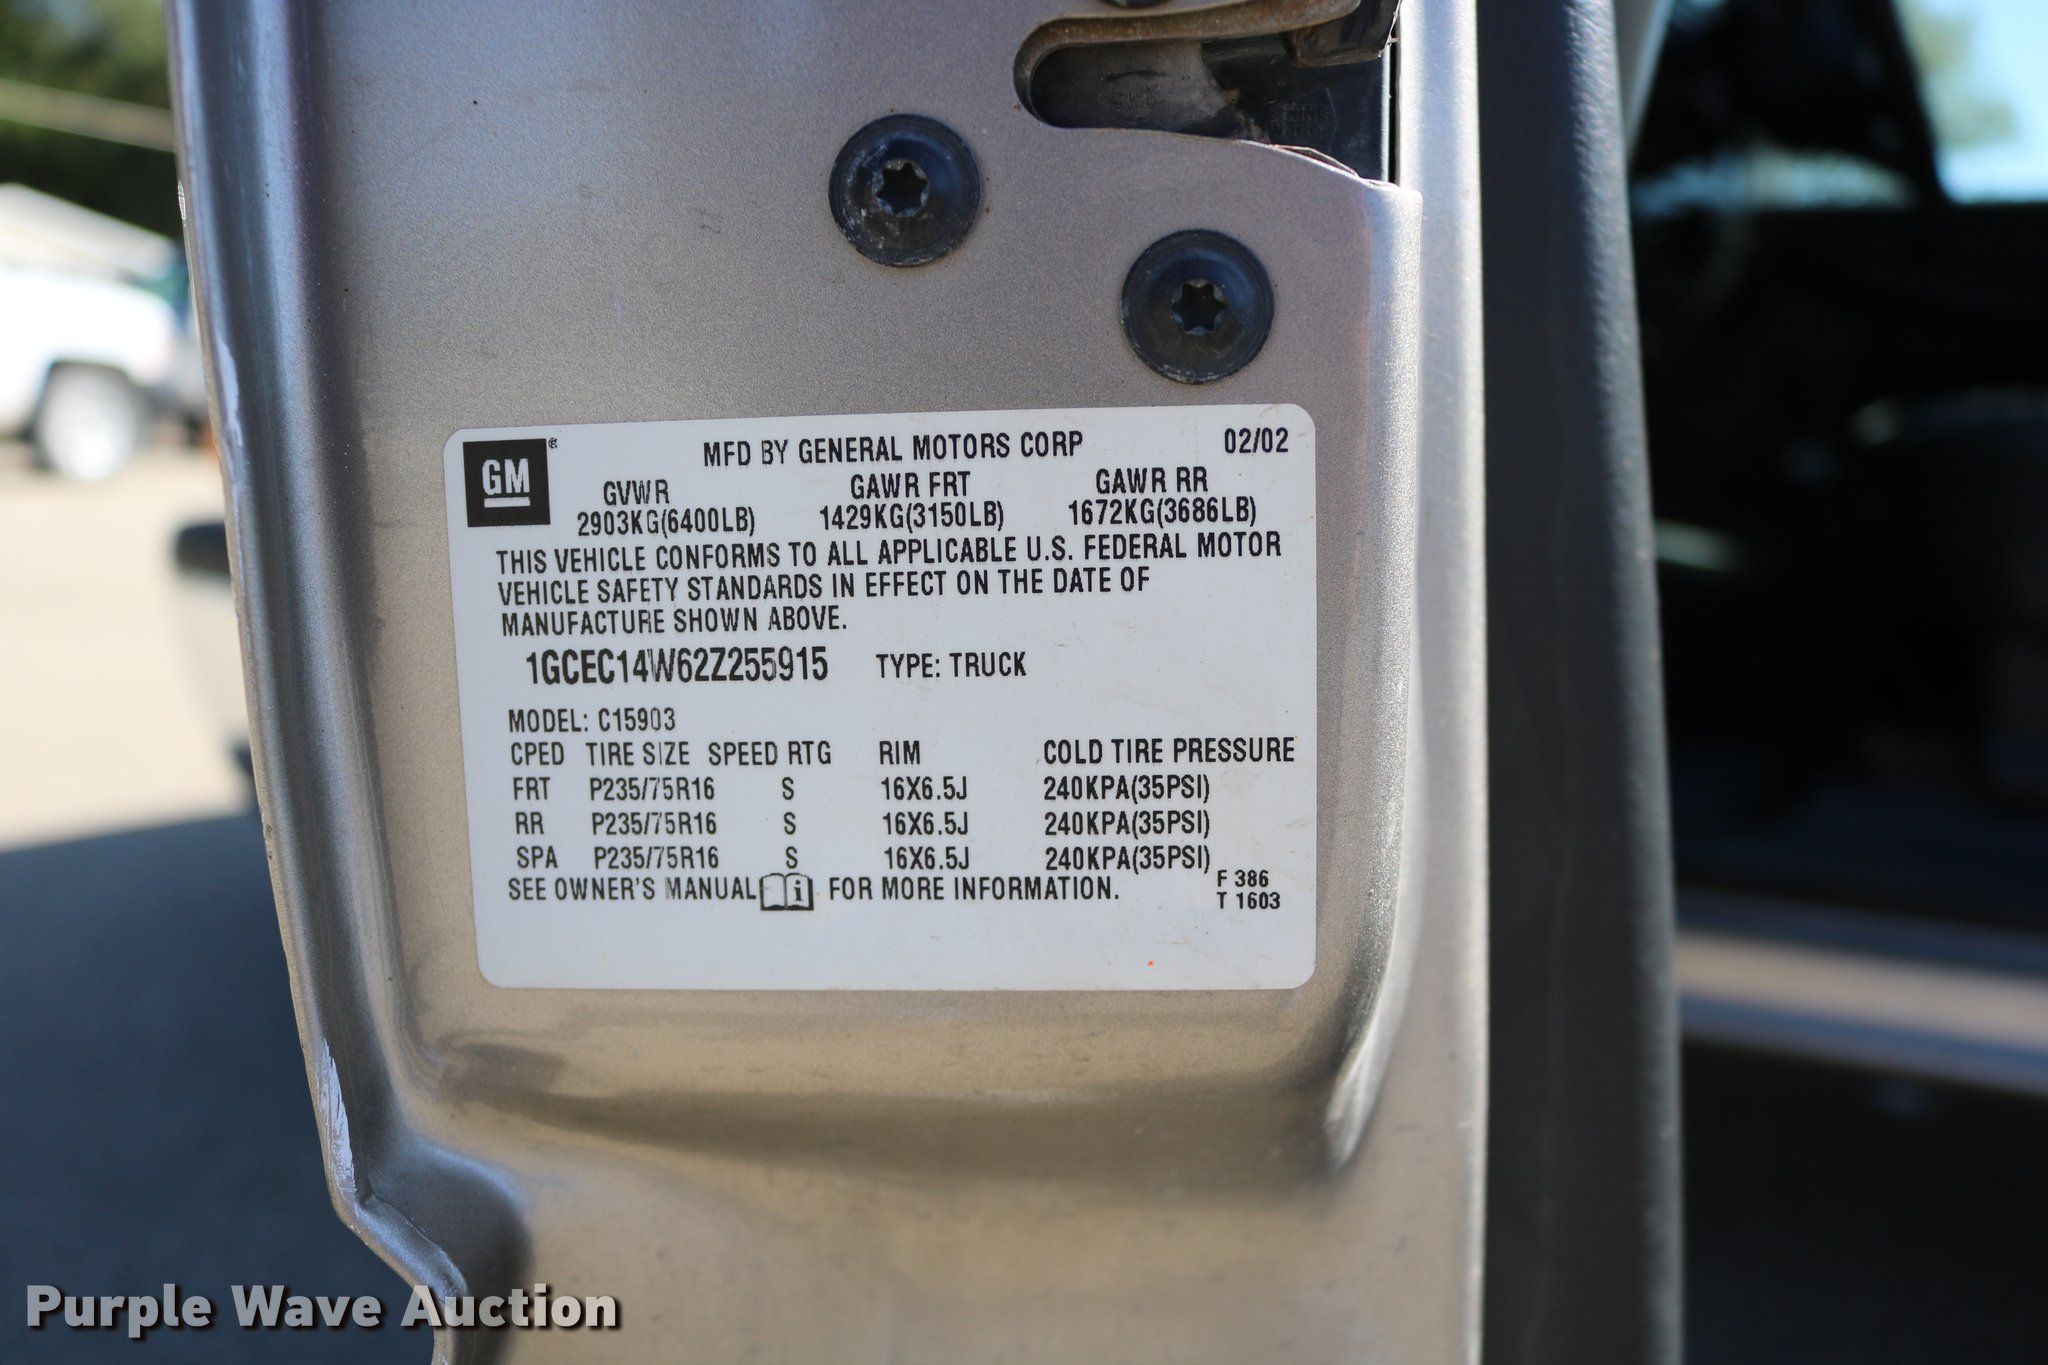 GM ® MFD BY GENERAL MOTORS CORP 02/02
GVWR GAWR FRT GAWR RR
2903KG(6400LB) 1429KG(3150LB) 1672KG(3686LB)
THIS VEHICLE CONFORMS TO ALL APPLICABLE U.S. FEDERAL MOTOR
VEHICLE SAFETY STANDARDS IN EFFECT ON THE DATE OF
MANUFACTURE SHOWN ABOVE.
1GCEC14W62Z255915 TYPE: TRUCK
MODEL: C15903
CPED TIRE SIZE SPEED RTG RIM COLD TIRE PRESSURE
FRT P235/75R16 S 16X6.5J 240KPA(35PSI)
RR P235/75R16 S 16X6.5J 240KPA(35PSI)
SPA P235/75R16 S 16X6.5J 240KPA(35PSI)
SEE OWNER'S MANUAL i FOR MORE INFORMATION.
F 386
T 1603
Purple Wave Auction